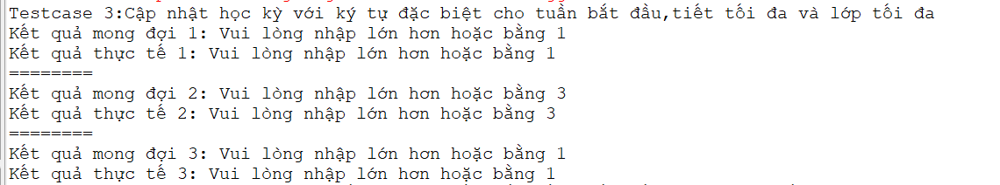 Testcase 3:Cập nhật học kỳ với ký tự đặc biệt cho tuần bắt đầu,tiết tối đa và lớp tối đa
Kết quả mong đợi 1: Vui lòng nhập lớn hơn hoặc bằng 1
Kết quả thực tế 1: Vui lòng nhập lớn hơn hoặc bằng 1
========
Kết quả mong đợi 2: Vui lòng nhập lớn hơn hoặc bằng 3
Kết quả thực tế 2: Vui lòng nhập lớn hơn hoặc bằng 3
========
Kết quả mong đợi 3: Vui lòng nhập lớn hơn hoặc bằng 1
Kết quả thực tế 3: Vui lòng nhập lớn hơn hoặc bằng 1